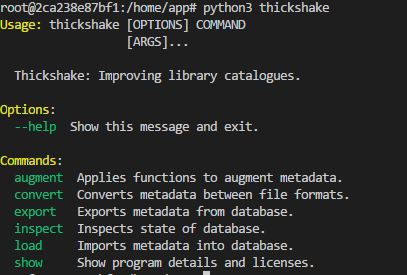 root@2ca238e87bf1:/home/app# python3 thickshake
Usage: thickshake [OPTIONS] COMMAND
[ARGS]...
Thickshake: Improving library catalogues.
Options:
--help Show this message and exit.
Commands:
augment Applies functions to augment metadata.
convert Converts metadata between file formats.
export Exports metadata from database.
inspect Inspects state of database.
load Imports metadata into database.
show Show program details and licenses.